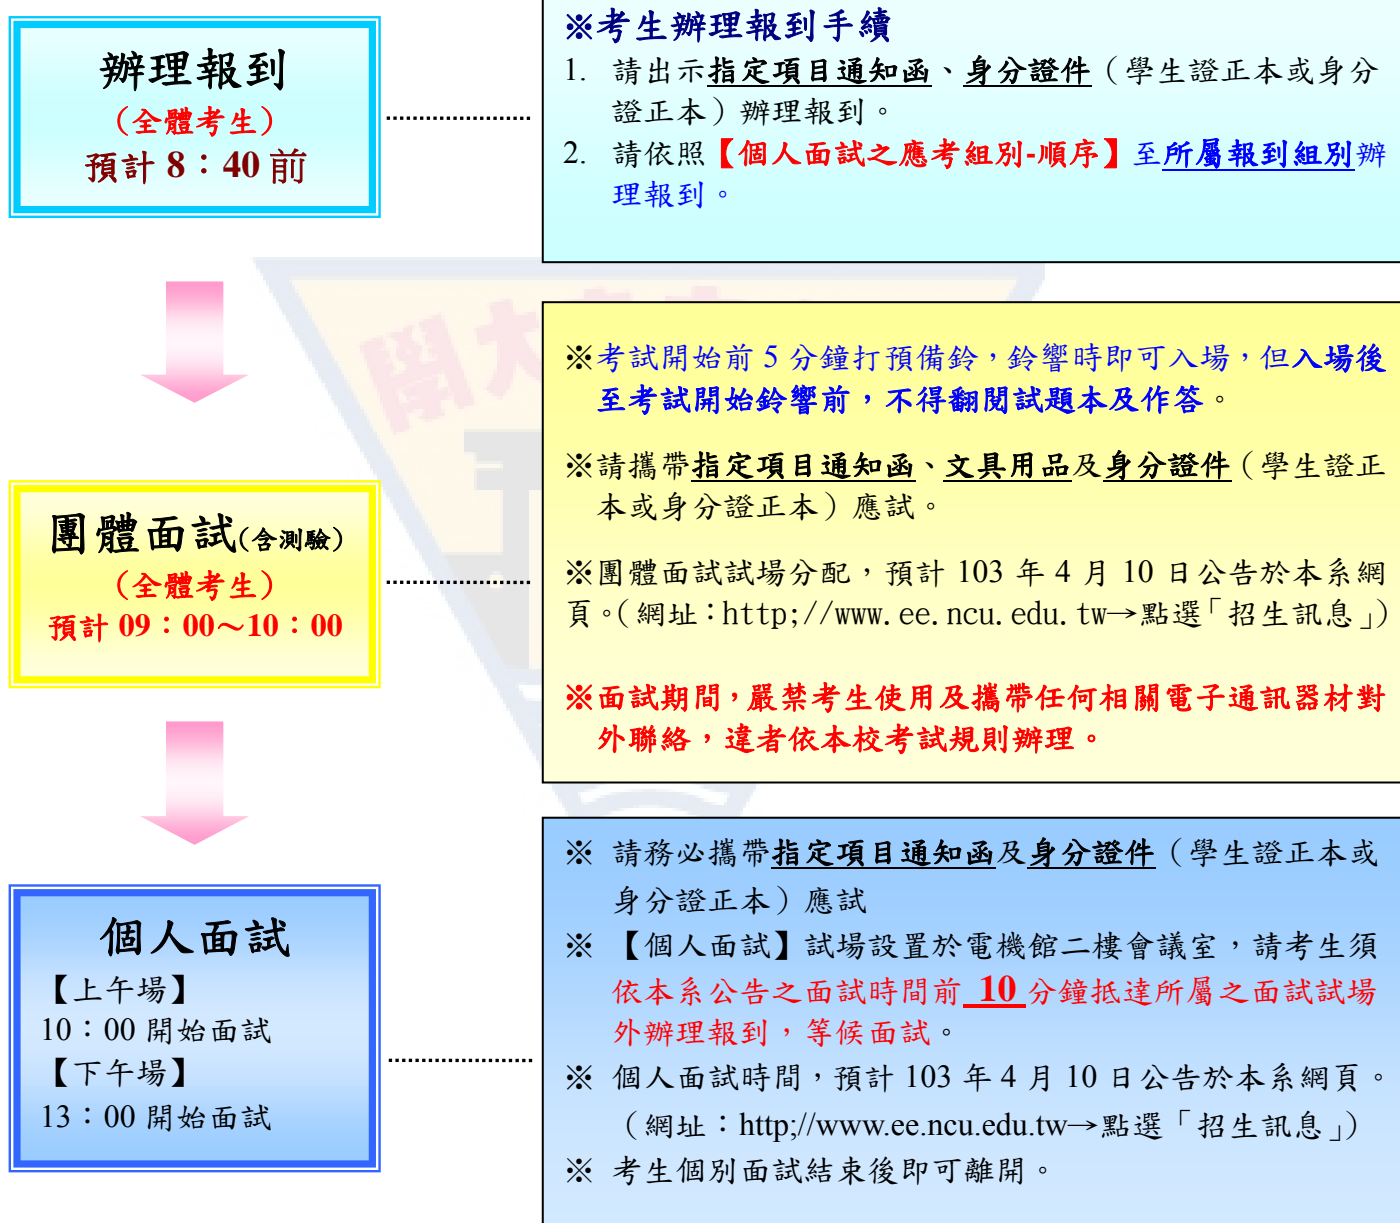 辦理報到
（全體考生）
預計 8：40 前
※考生辦理報到手續
1. 請出示指定項目通知函、身分證件（學生證正本或身分
證正本）辦理報到。
2. 請依照【個人面試之應考組別-順序】至所屬報到組別辦
理報到。
團體面試(含測驗)
（全體考生）
預計 09：00～10：00
※考試開始前 5 分鐘打預備鈴，鈴響時即可入場，但入場後
至考試開始鈴響前，不得翻閱試題本及作答。
※請攜帶指定項目通知函、文具用品及身分證件（學生證正
本或身分證正本）應試。
※團體面試試場分配，預計 103 年 4 月 10 日公告於本系網
頁。（網址：http;//www.ee.ncu.edu.tw→點選「招生訊息」）
※面試期間，嚴禁考生使用及攜帶任何相關電子通訊器材對
外聯絡，違者依本校考試規則辦理。
個人面試
【上午場】
10：00 開始面試
【下午場】
13：00 開始面試
※ 請務必攜帶指定項目通知函及身分證件（學生證正本或
身分證正本）應試
※ 【個人面試】試場設置於電機館二樓會議室，請考生須
依本系公告之面試時間前 10 分鐘抵達所屬之面試試場
外辦理報到，等候面試。
※ 個人面試時間，預計 103 年 4 月 10 日公告於本系網頁。
（網址：http;//www.ee.ncu.edu.tw→點選「招生訊息」）
※ 考生個別面試結束後即可離開。